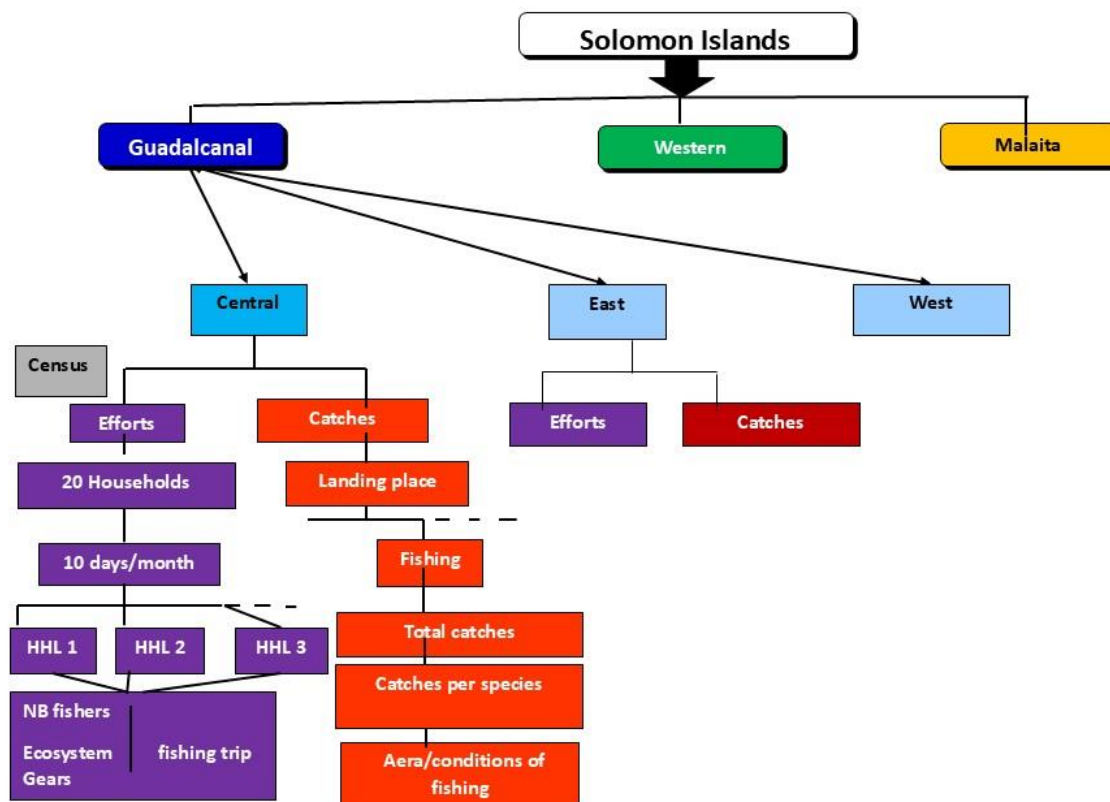 Solomon Islands
Guadalcanal
Western
Malaita
Central
East
West
Census
Efforts
Catches
Efforts
Catches
20 Households
Landing place
10 days/month
Fishing
HHL 1
HHL 2
HHL 3
Total catches
Catches per species
NB fishers
Ecosystem
Gears
fishing trip
Aera/conditions of
fishing